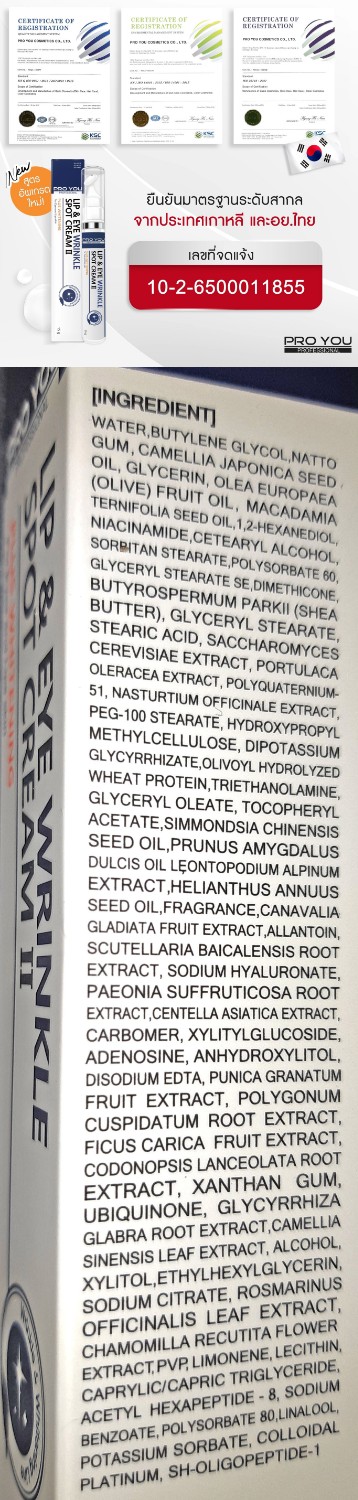 CERTIFICATE OF
REGISTRATION
PRO YOU COSMETICS CO., LTD.
CERTIFICATE OF
REGISTRATION
PRO YOU COSMETICS CO., LTD.
CERTIFICATE OF
REGISTRATION
PRO YOU COSMETICS CO., LTD.
KGC
KGC
KGC
New
สูตร
อัพเกรด
ใหม่!
PRO YOU
LIP & EYE WRINKLE
SPOT CREAM II
PRO YOU
LIP & EYE WRINKLE
SPOT CREAM II
ยืนยันมาตรฐานระดับสากล
จากประเทศเกาหลี และอย.ไทย
เลขที่จดแจ้ง
10-2-6500011855
PRO YOU
PROFESSIONAL
LIP & EYE WRINKLE
SPOT CREAM II
[INGREDIENT]
WATER,BUTYLENE GLYCOL,NATTO
GUM, CAMELLIA JAPONICA SEED
OIL, GLYCERIN, OLEA EUROPAEA
(OLIVE) FRUIT OIL, MACADAMIA
TERNIFOLIA SEED OIL,1,2-HEXANEDIOL,
NIACINAMIDE,CETEARYL ALCOHOL,
SORBITAN STEARATE,POLYSORBATE 60,
GLYCERYL STEARATE SE,DIMETHICONE,
BUTYROSPERMUM PARKII (SHEA
BUTTER), GLYCERYL STEARATE,
STEARIC ACID, SACCHAROMYCES
CEREVISIAE EXTRACT, PORTULACA
OLERACEA EXTRACT, POLYQUATERNIUM-
51, NASTURTIUM OFFICINALE EXTRACT,
PEG-100 STEARATE, HYDROXYPROPYL
METHYLCELLULOSE, DIPOTASSIUM
GLYCYRRHIZATE,OLIVOYL HYDROLYZED
WHEAT PROTEIN,TRIETHANOLAMINE,
GLYCERYL OLEATE, TOCOPHERYL
ACETATE,SIMMONDSIA CHINENSIS
SEED OIL,PRUNUS AMYGDALUS
DULCIS OIL LEONTOPODIUM ALPINUM
EXTRACT,HELIANTHUS ANNUUS
SEED OIL,FRAGRANCE,CANAVALIA
GLADIATA FRUIT EXTRACT,ALLANTOIN,
SCUTELLARIA BAICALENSIS ROOT
EXTRACT, SODIUM HYALURONATE,
PAEONIA SUFFRUTICOSA ROOT
EXTRACT,CENTELLA ASIATICA EXTRACT,
CARBOMER, XYLITYLGLUCOSIDE,
ADENOSINE, ANHYDROXYLITOL,
DISODIUM EDTA, PUNICA GRANATUM
FRUIT EXTRACT, POLYGONUM
CUSPIDATUM ROOT EXTRACT,
FICUS CARICA FRUIT EXTRACT,
CODONOPSIS LANCEOLATA ROOT
EXTRACT, XANTHAN GUM,
UBIQUINONE, GLYCYRRHIZA
GLABRA ROOT EXTRACT,CAMELLIA
SINENSIS LEAF EXTRACT, ALCOHOL,
XYLITOL,ETHYLHEXYLGLYCERIN,
SODIUM CITRATE, ROSMARINUS
OFFICINALIS LEAF EXTRACT,
CHAMOMILLA RECUTITA FLOWER
EXTRACT,PVP, LIMONENE, LECITHIN,
CAPRYLIC/CAPRIC TRIGLYCERIDE,
ACETYL HEXAPEPTIDE - 8, SODIUM
BENZOATE, POLYSORBATE 80,LINALOOL,
POTASSIUM SORBATE, COLLOIDAL
PLATINUM, SH-OLIGOPEPTIDE-1